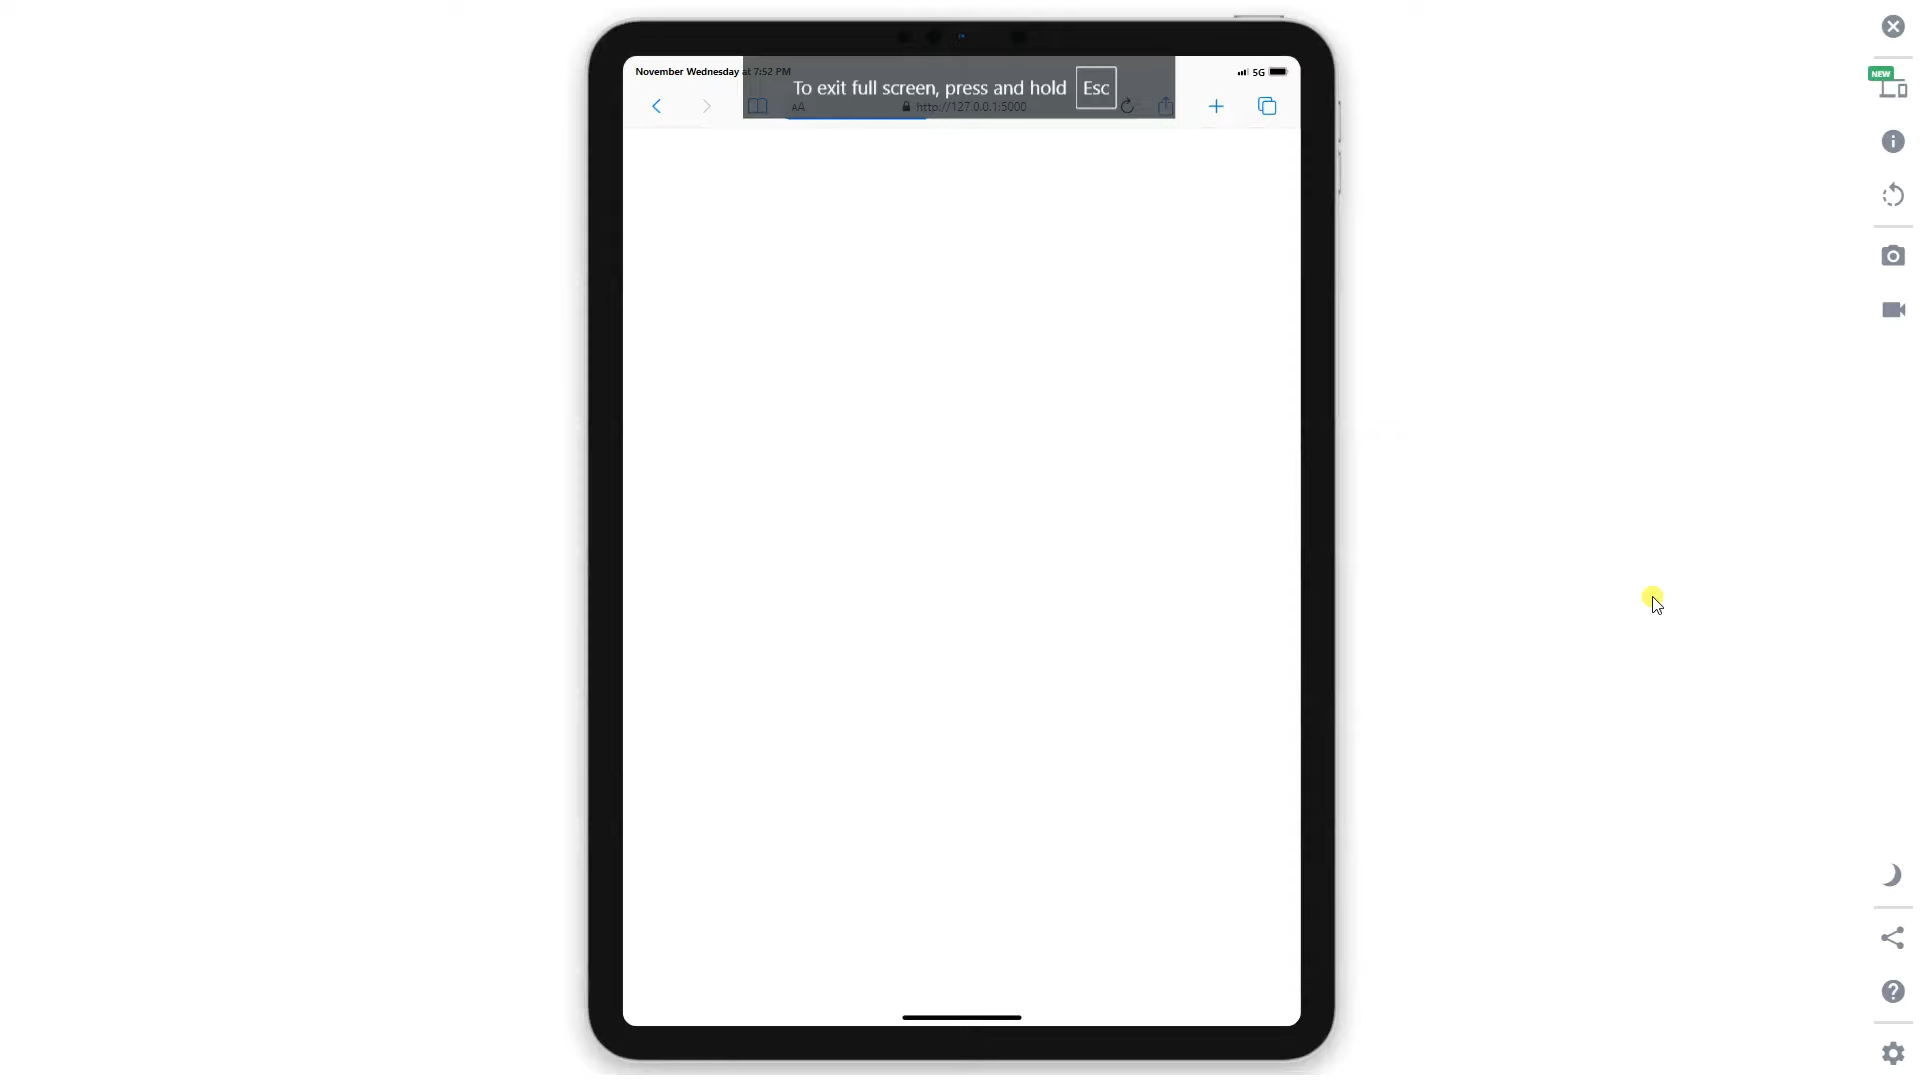 NEW
November Wednesday at 7:52 PM
5G
To exit full screen, press and hold Esc
AA
http://127.0.0.1:5000